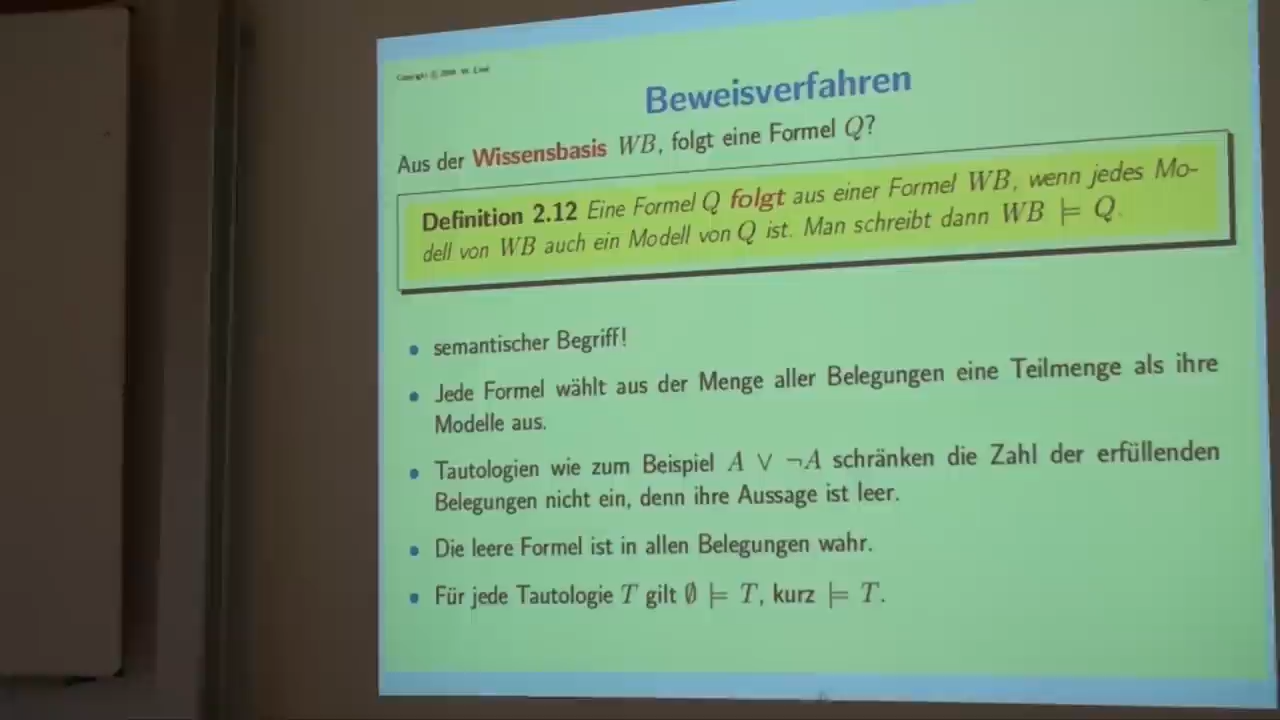 Copyright © 2008 W. Ertel
Beweisverfahren
Aus der Wissensbasis WB, folgt eine Formel Q?
Definition 2.12 Eine Formel Q folgt aus einer Formel WB, wenn jedes Mo-
dell von WB auch ein Modell von Q ist. Man schreibt dann WB ⊨ Q.
• semantischer Begriff!
• Jede Formel wählt aus der Menge aller Belegungen eine Teilmenge als ihre
Modelle aus.
• Tautologien wie zum Beispiel A ∨ ¬A schränken die Zahl der erfüllenden
Belegungen nicht ein, denn ihre Aussage ist leer.
• Die leere Formel ist in allen Belegungen wahr.
• Für jede Tautologie T gilt ∅ ⊨ T, kurz ⊨ T.